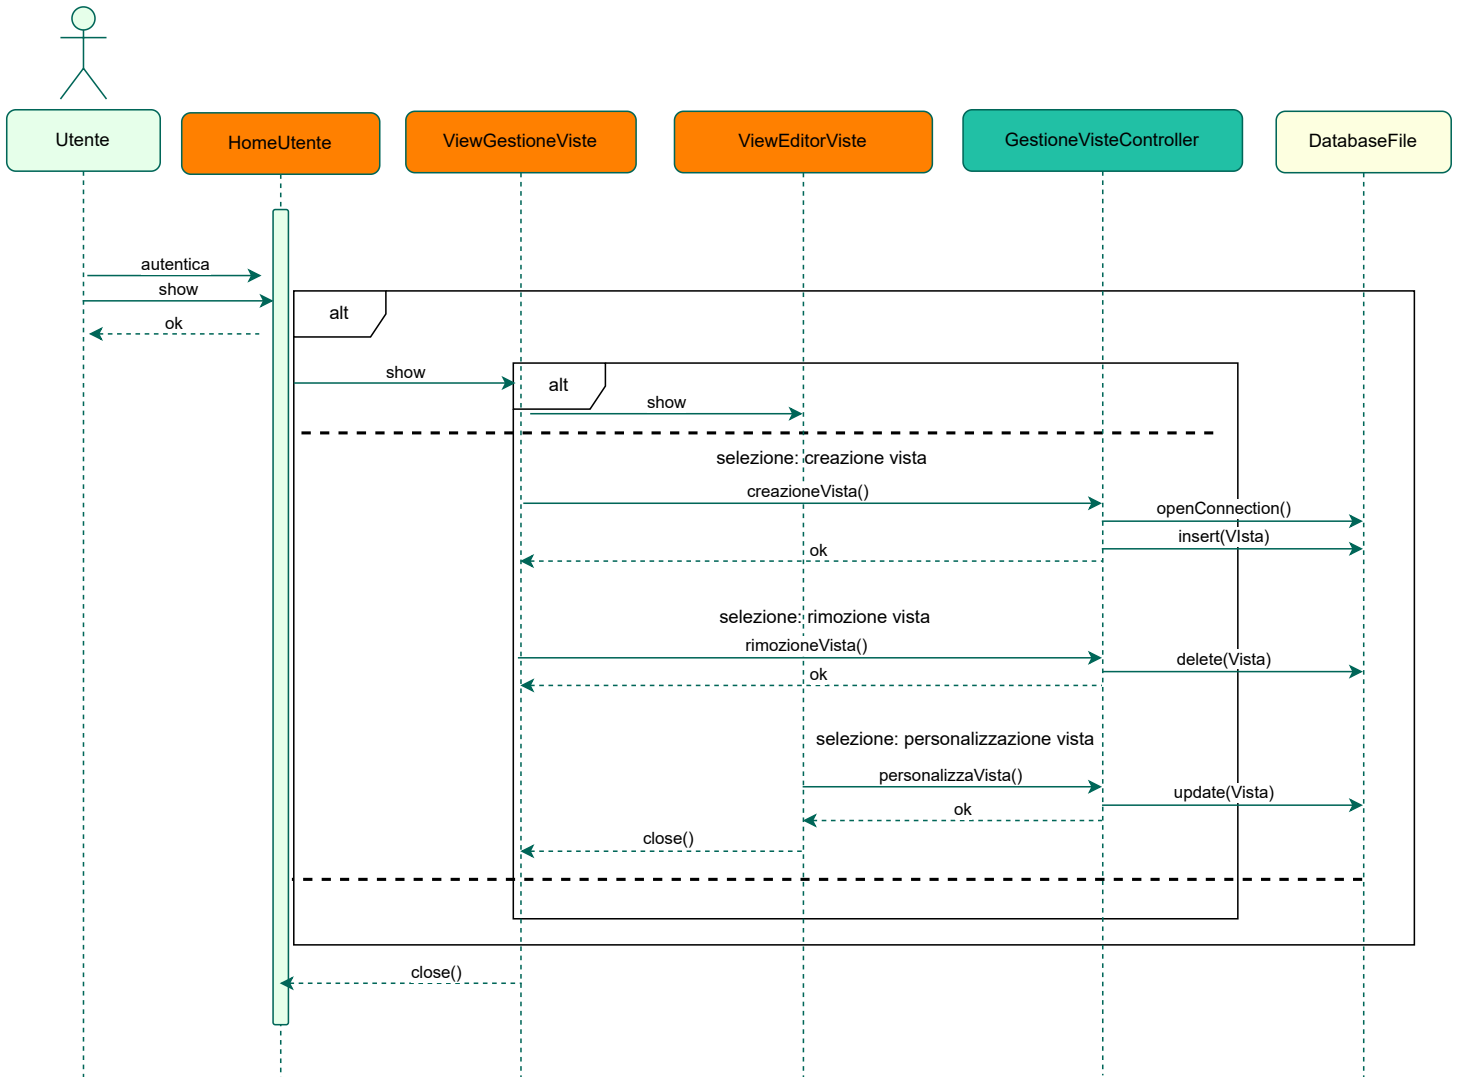 Utente
HomeUtente
ViewGestioneViste
ViewEditorViste
GestioneVisteController
DatabaseFile
autentica
show
ok
alt
show
alt
show
selezione: creazione vista
creazioneVista()
openConnection()
insert(VIsta)
ok
selezione: rimozione vista
rimozioneVista()
delete(Vista)
ok
selezione: personalizzazione vista
personalizzaVista()
update(Vista)
ok
close()
close()